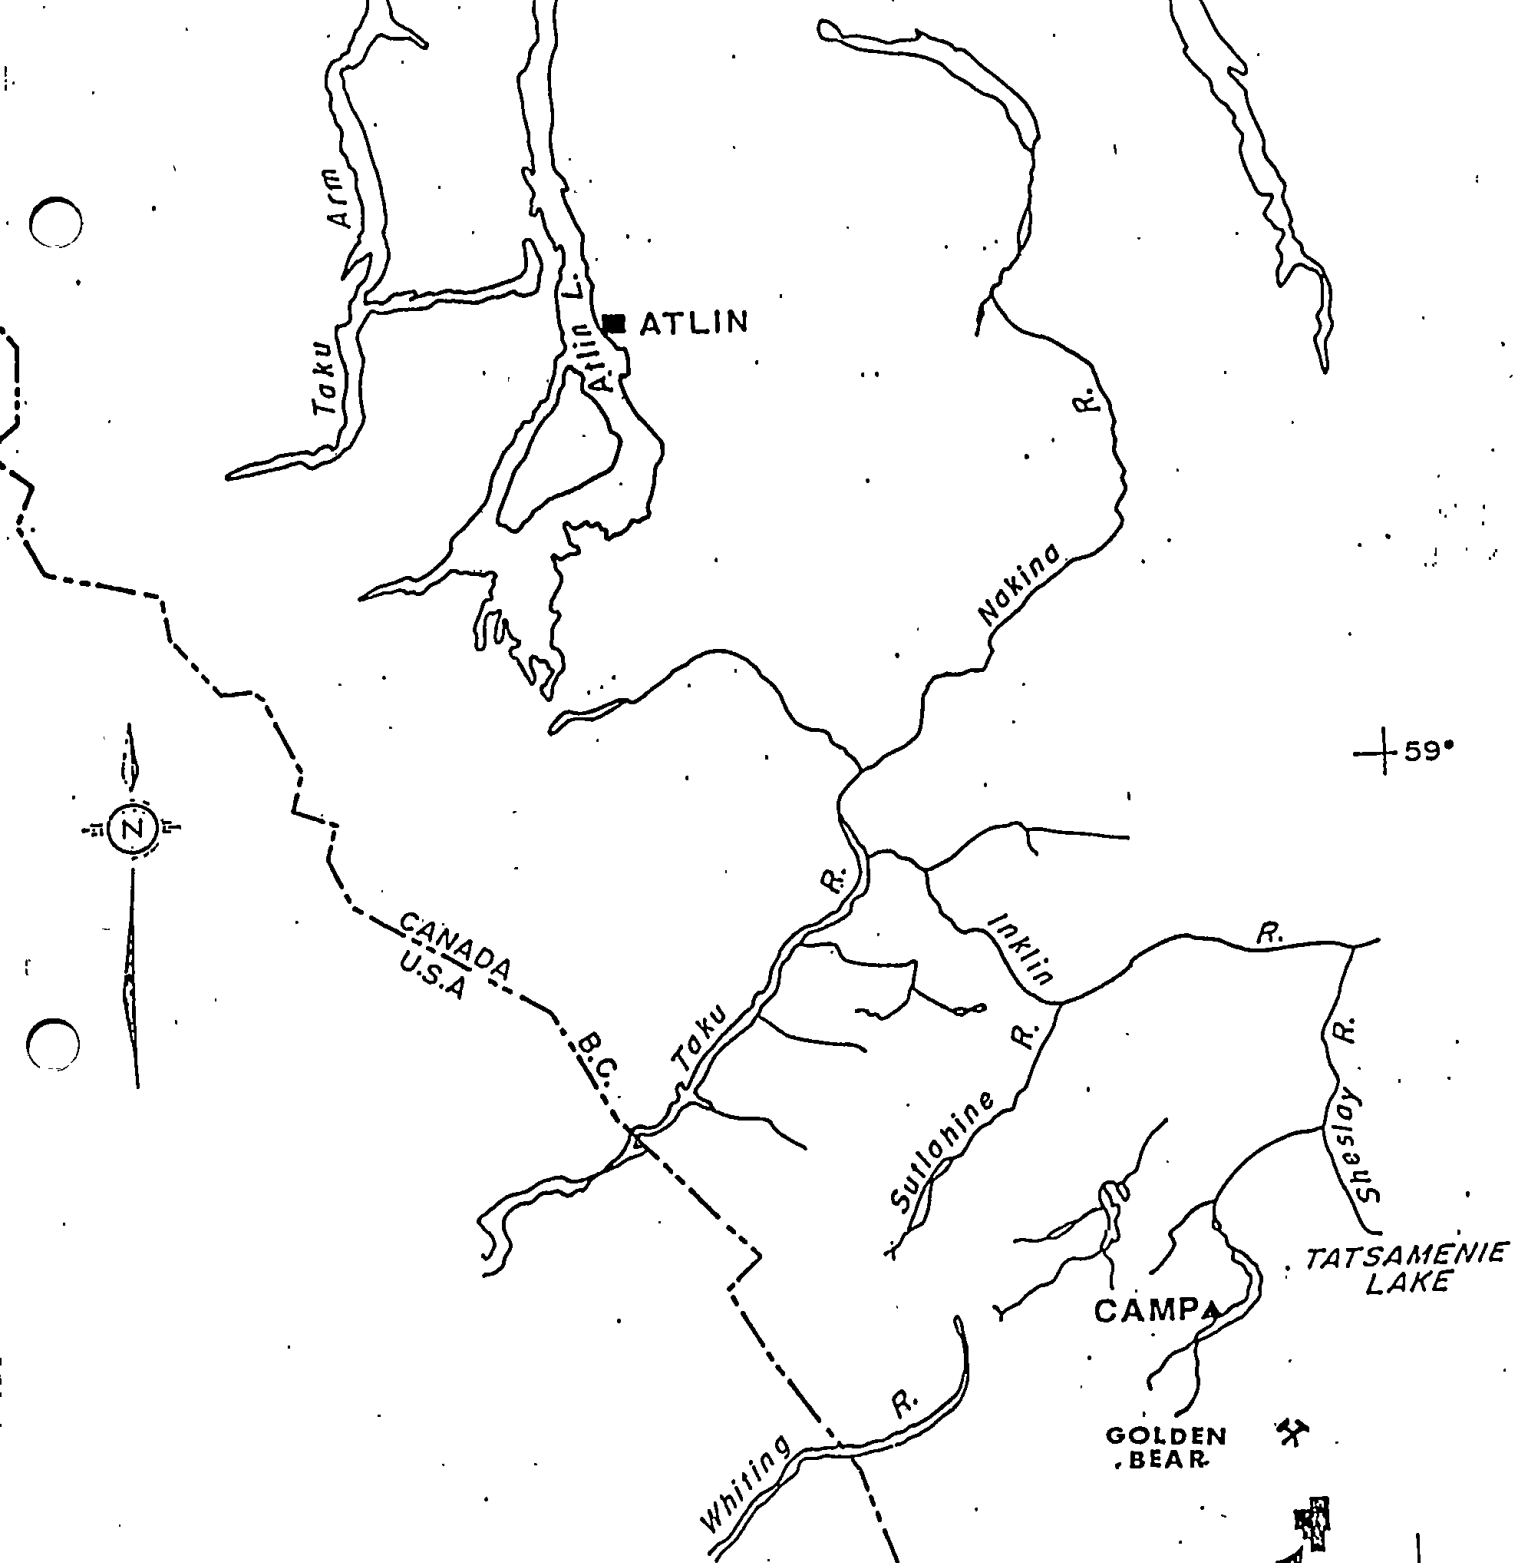 Taku Arm
Atlin L.
ATLIN
Nakina R.
59°
N
CANADA
U.S.A
B.C.
Taku R.
Inklin R.
Sutlahine R.
Sheslay R.
TATSAMENIE
LAKE
CAMP
GOLDEN
BEAR
Whiting R.